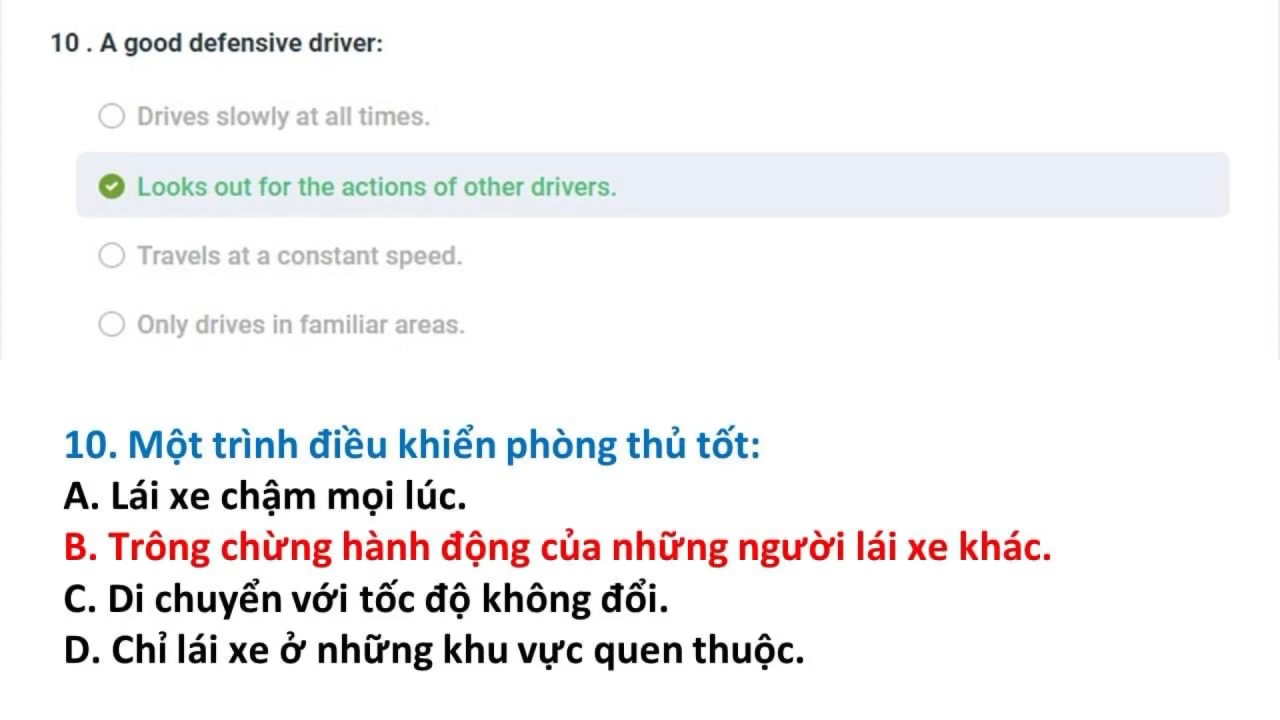 10 . A good defensive driver:
Drives slowly at all times.
Looks out for the actions of other drivers.
Travels at a constant speed.
Only drives in familiar areas.
10. Một trình điều khiển phòng thủ tốt:
A. Lái xe chậm mọi lúc.
B. Trông chừng hành động của những người lái xe khác.
C. Di chuyển với tốc độ không đổi.
D. Chỉ lái xe ở những khu vực quen thuộc.